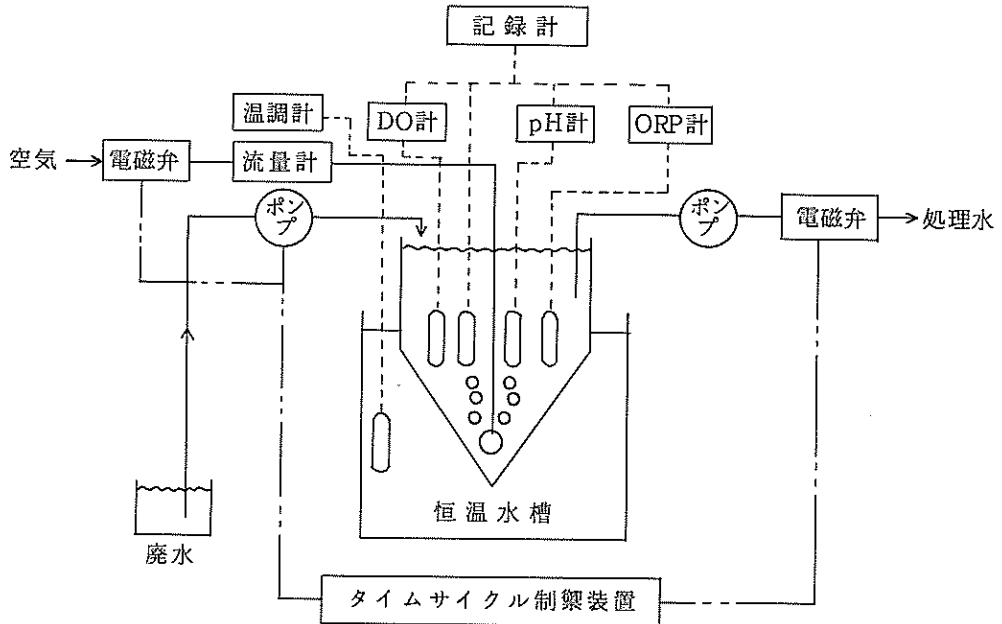 記録計
温調計
DO計
pH計
ORP計
空気
電磁弁
流量計
ポン
プ
ポン
プ
電磁弁
処理水
恒温水槽
廃水
タイムサイクル制禦装置